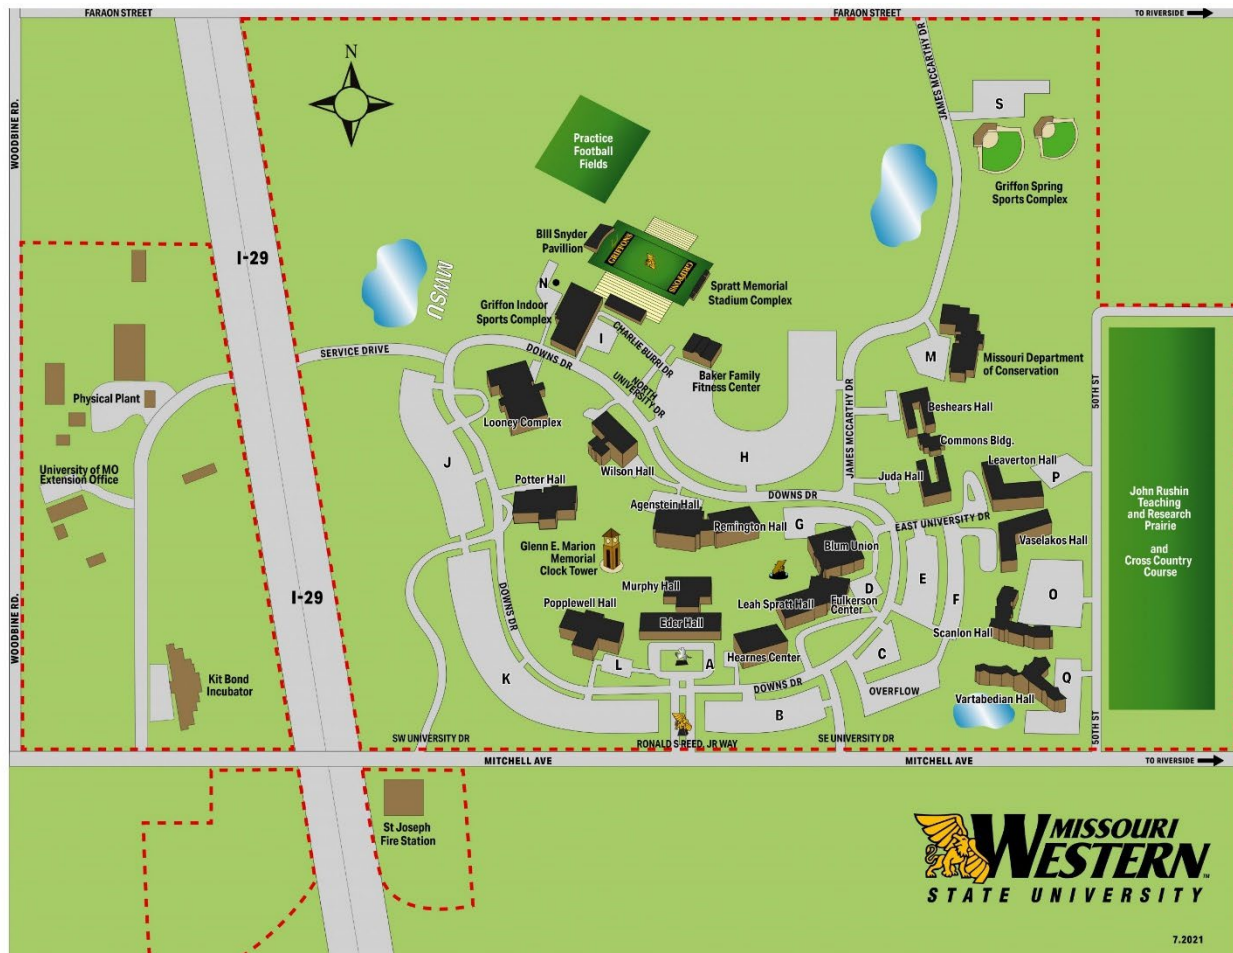 FARAON STREET
FARAON STREET
TO RIVERSIDE
N
WOODBINE RD.
JAMES MCCARTHY DR
S
Practice
Football
Fields
Griffon Spring
Sports Complex
I-29
Bill Snyder
Pavillion
GRIFFONS
GRIFFONS
MWSU
N
Spratt Memorial
Stadium Complex
Griffon Indoor
Sports Complex
I
CHARLIE BURRI DR
SERVICE DRIVE
DOWNS DR
NORTH
UNIVERSITY DR
Baker Family
Fitness Center
M
Missouri Department
of Conservation
50TH ST
Physical Plant
Looney Complex
JAMES MCCARTHY DR
Beshears Hall
Commons Bldg.
J
Wilson Hall
H
Leaverton Hall
University of MO
Extension Office
Potter Hall
Juda Hall
P
Agenstein Hall
DOWNS DR
John Rushin
Teaching
and Research
Prairie
and
Cross Country
Course
Remington Hall
G
EAST UNIVERSITY DR
Glenn E. Marion
Memorial
Clock Tower
Blum Union
Vaselakos Hall
I-29
DOWNS DR
Murphy Hall
D
E
F
O
Popplewell Hall
Leah Spratt Hall
Fulkerson
Center
Eder Hall
Scanlon Hall
WOODBINE RD.
L
A
Hearnes Center
C
Kit Bond
Incubator
K
DOWNS DR
OVERFLOW
Q
Vartabedian Hall
B
50TH ST
SW UNIVERSITY DR
RONALD S REED, JR WAY
SE UNIVERSITY DR
MITCHELL AVE
MITCHELL AVE
TO RIVERSIDE
St Joseph
Fire Station
MISSOURI
WESTERN
STATE UNIVERSITY
7.2021